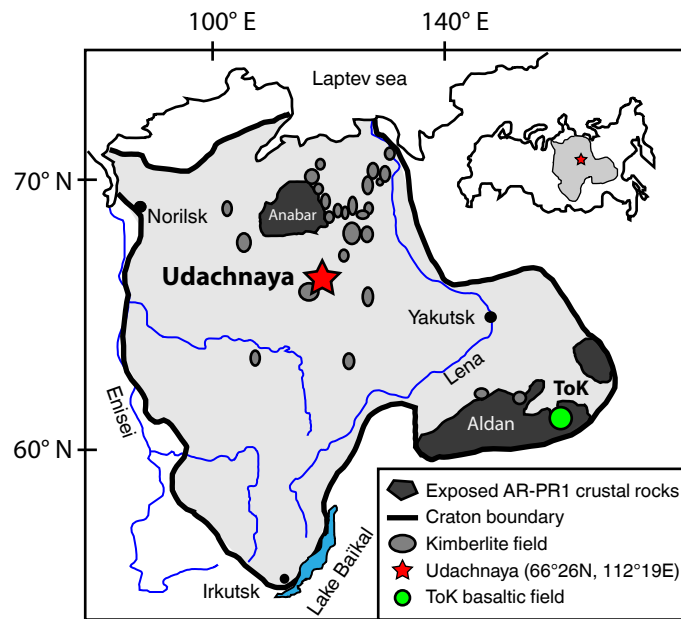 100° E
140° E
Laptev sea
70° N
Anabar
Norilsk
Udachnaya
Yakutsk
Lena
ToK
Enisei
Aldan
60° N
Exposed AR-PR1 crustal rocks
Craton boundary
Kimberlite field
Udachnaya (66°26N, 112°19E)
ToK basaltic field
Lake Baïkal
Irkutsk